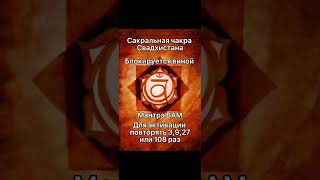 Сакральная чакра
Свадхистана
Блокируется виной
वं
Мантра ВАМ
Для активации
повторять 3,9,27
или 108 раз